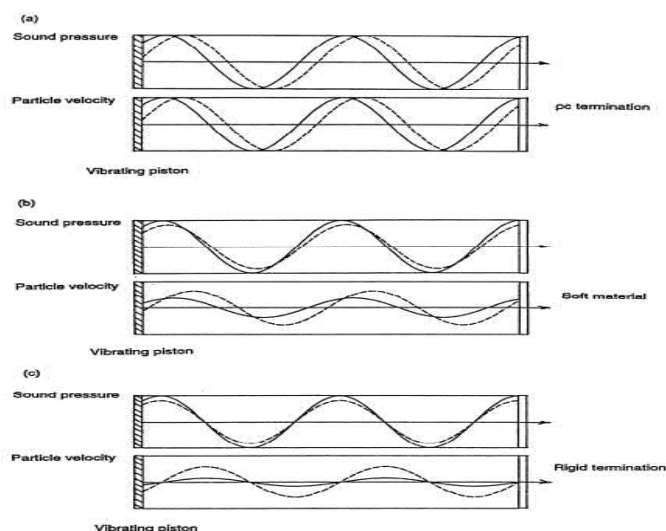 (a)
Sound pressure
Particle velocity
ρc termination
Vibrating piston
(b)
Sound pressure
Particle velocity
Soft material
Vibrating piston
(c)
Sound pressure
Particle velocity
Rigid termination
Vibrating piston